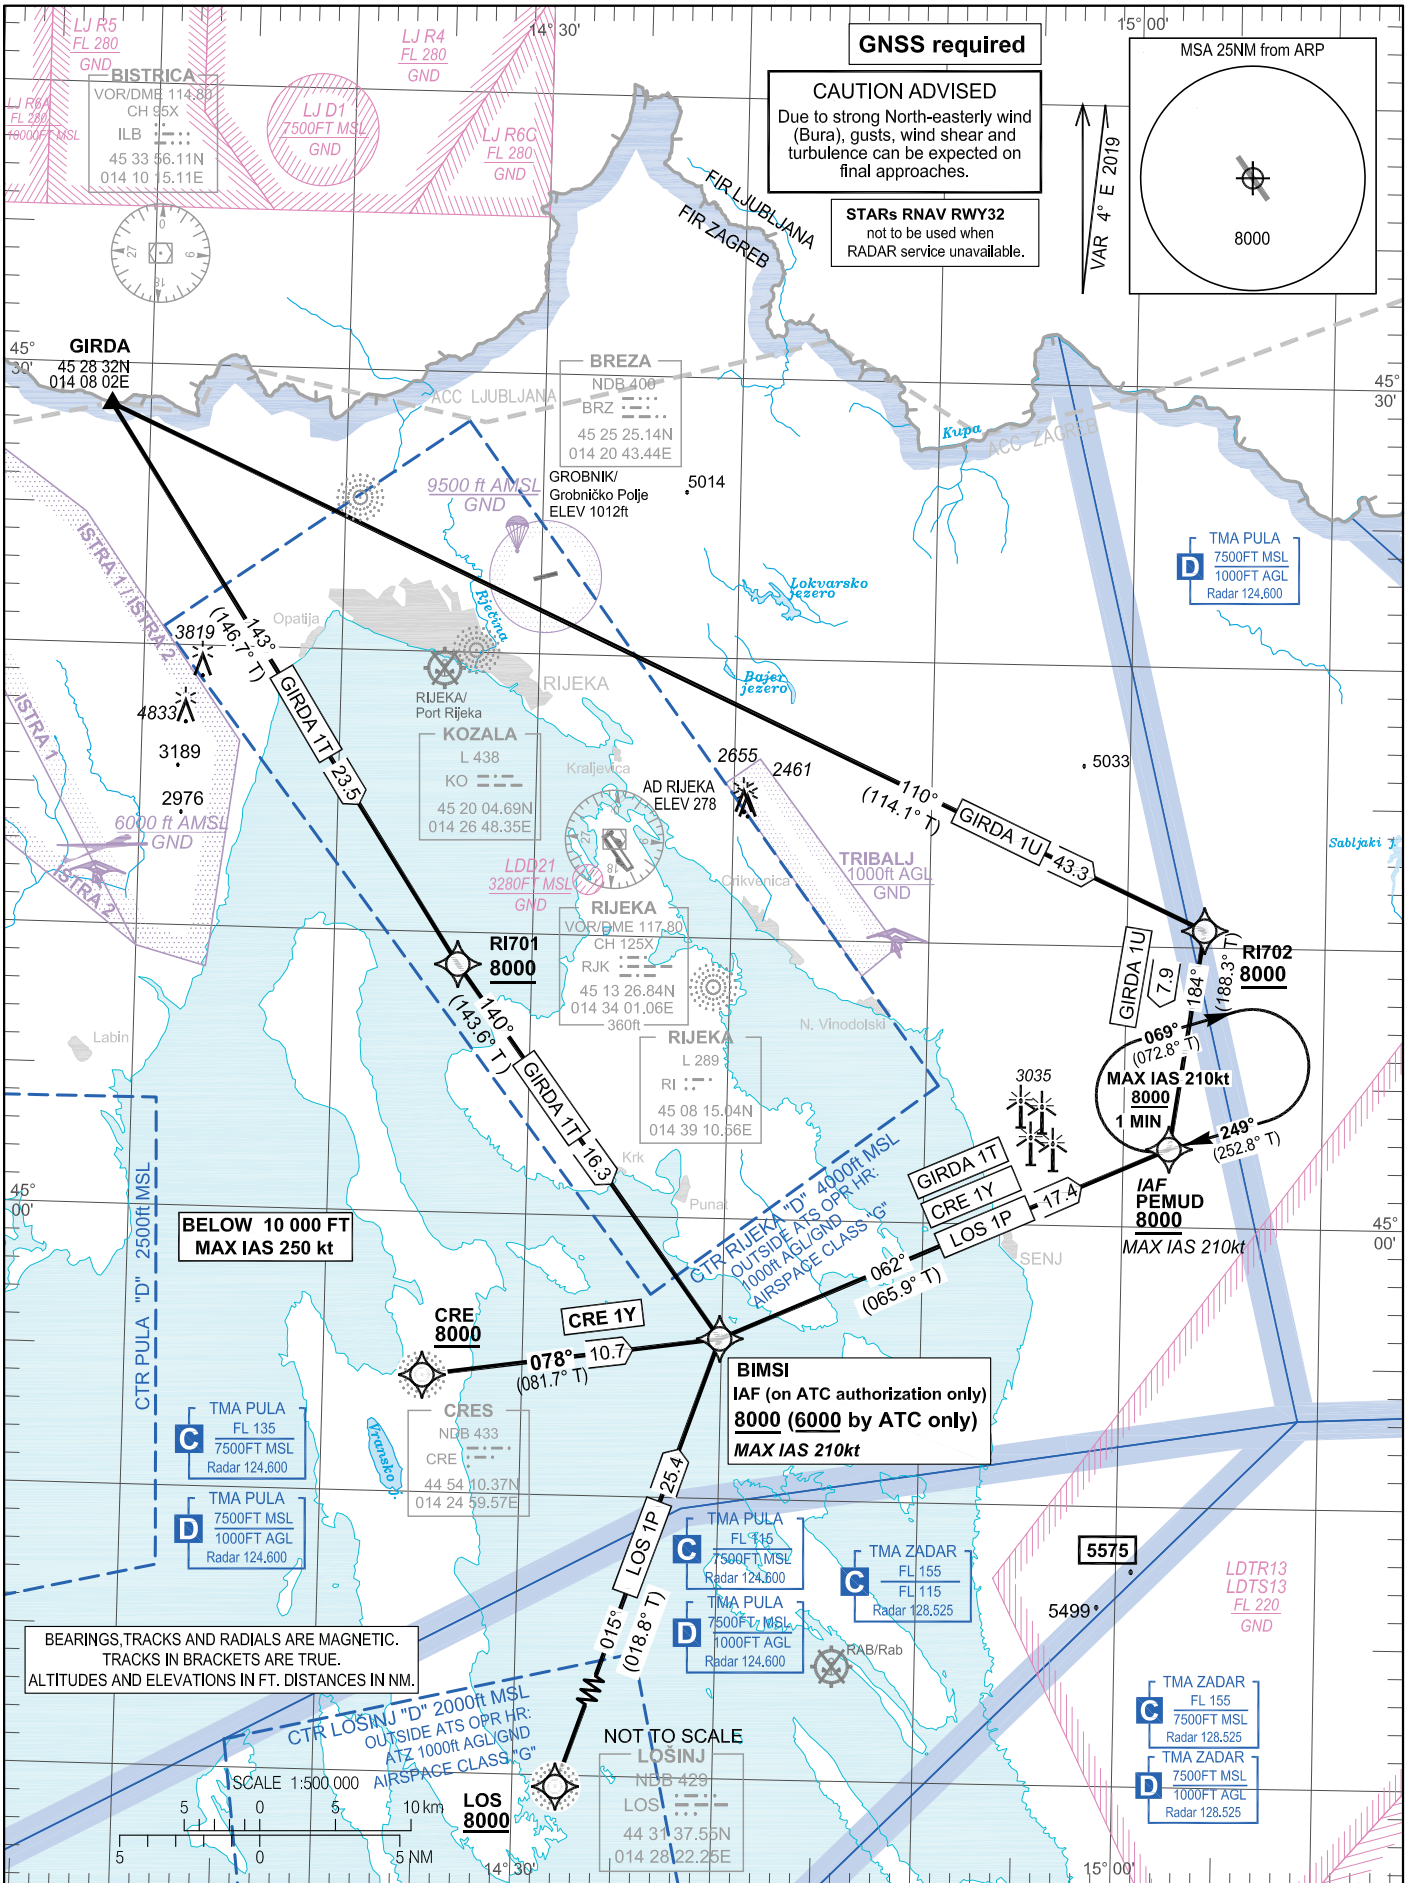 14° 30'
15° 00'
LJ R5
FL 280
GND
BISTRICA
VOR/DME 114.80
CH 95X
ILB
45 33 56.11N
014 10 15.11E
LJ R6A
FL 280
10000FT MSL
LJ R4
FL 280
GND
LJ D1
7500FT MSL
GND
LJ R6C
FL 280
GND
GNSS required
CAUTION ADVISED
Due to strong North-easterly wind
(Bura), gusts, wind shear and
turbulence can be expected on
final approaches.
STARs RNAV RWY32
not to be used when
RADAR service unavailable.
VAR 4° E 2019
MSA 25NM from ARP
8000
FIR LJUBLJANA
FIR ZAGREB
0
9
18
27
45°
30'
GIRDA
45 28 32N
014 08 02E
ACC LJUBLJANA
BREZA
NDB 400
BRZ
45 25 25.14N
014 20 43.44E
Kupa
ACC ZAGREB
45°
30'
9500 ft AMSL
GND
GROBNIK/
Grobničko Polje
ELEV 1012ft
5014
TMA PULA
D
7500FT MSL
1000FT AGL
Radar 124.600
ISTRA 1 / ISTRA 2
Rječina
Lokvarsko
jezero
Opatija
143°
(146.7° T)
3819
4833
3189
2976
ISTRA 1
GIRDA 1T
23.5
RIJEKA/
Port Rijeka
RIJEKA
Bajer
jezero
KOZALA
L 438
KO
45 20 04.69N
014 26 48.35E
Kraljevica
2655
2461
AD RIJEKA
ELEV 278
110°
(114.1° T)
GIRDA 1U
43.3
5033
Sabljaki j.
6000 ft AMSL
GND
ISTRA 2
0
9
18
27
LDD21
3280FT MSL
GND
TRIBALJ
1000ft AGL
GND
Crikvenica
RIJEKA
VOR/DME 117.80
CH 125X
RJK
45 13 26.84N
014 34 01.06E
360ft
RI701
8000
RI702
8000
GIRDA 1U
7.9
184°
(188.3° T)
N. Vinodolski
140°
(143.6° T)
GIRDA 1T
16.3
Labin
RIJEKA
L 289
RI
45 08 15.04N
014 39 10.56E
069°
(072.8° T)
MAX IAS 210kt
8000
1 MIN
249°
(252.8° T)
3035
Krk
Punat
GIRDA 1T
CRE 1Y
LOS 1P
17.4
IAF
PEMUD
8000
MAX IAS 210kt
SENJ
062°
(065.9° T)
CTR RIJEKA "D" 4000ft MSL
OUTSIDE ATS OPR HR:
1000ft AGL/GND
AIRSPACE CLASS "G"
45°
00'
45°
00'
CTR PULA "D" 2500ft MSL
BELOW 10 000 FT
MAX IAS 250 kt
CRE
8000
CRE 1Y
078°
(081.7° T)
10.7
BIMSI
IAF (on ATC authorization only)
8000 (6000 by ATC only)
MAX IAS 210kt
CRES
NDB 433
CRE
44 54 10.37N
014 24 59.57E
Vransko j.
TMA PULA
C
FL 135
7500FT MSL
Radar 124.600
TMA PULA
D
7500FT MSL
1000FT AGL
Radar 124.600
25.4
LOS 1P
015°
(018.8° T)
TMA PULA
C
FL 115
7500FT MSL
Radar 124.600
TMA PULA
D
7500FT MSL
1000FT AGL
Radar 124.600
TMA ZADAR
C
FL 155
FL 115
Radar 128.525
5575
5499
LDTR13
LDTS13
FL 220
GND
RAB/Rab
BEARINGS,TRACKS AND RADIALS ARE MAGNETIC.
TRACKS IN BRACKETS ARE TRUE.
ALTITUDES AND ELEVATIONS IN FT. DISTANCES IN NM.
TMA ZADAR
C
FL 155
7500FT MSL
Radar 128.525
TMA ZADAR
D
7500FT MSL
1000FT AGL
Radar 128.525
CTR LOŠINJ "D" 2000ft MSL
OUTSIDE ATS OPR HR:
ATZ 1000ft AGL/GND
AIRSPACE CLASS "G"
NOT TO SCALE
LOŠINJ
NDB 429
LOS
44 31 37.55N
014 28 22.25E
LOS
8000
SCALE 1:500 000
5 0 5 10 km
5 0 5 NM
14° 30'
15° 00'